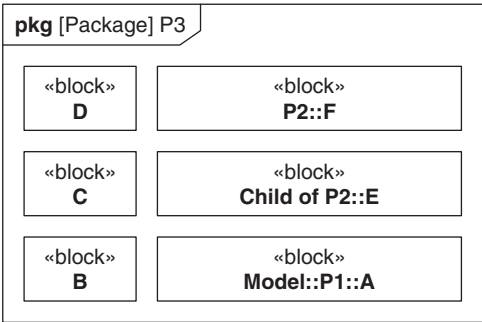 pkg [Package] P3
«block»
D
«block»
P2::F
«block»
C
«block»
Child of P2::E
«block»
B
«block»
Model::P1::A